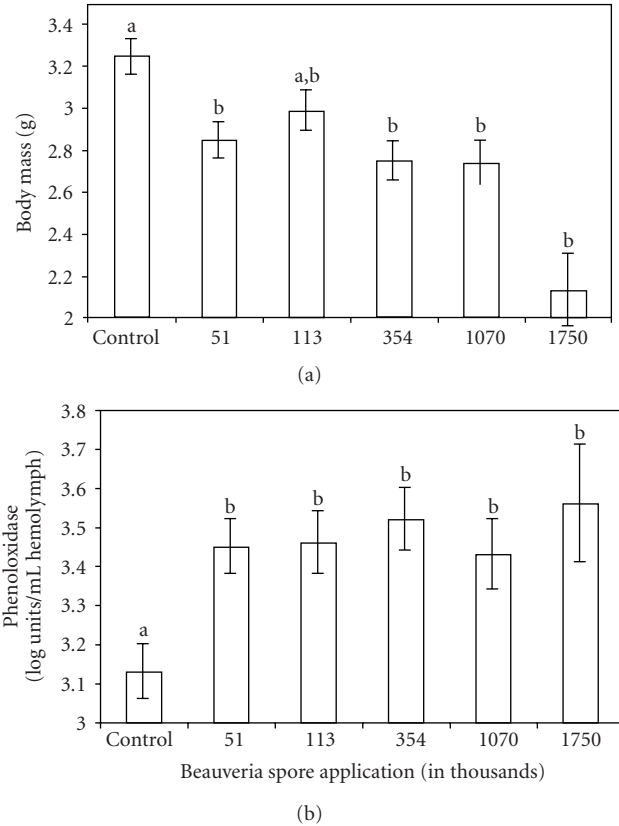 3.4
3.2
3
2.8
2.6
2.4
2.2
2
Body mass (g)
a
b
a,b
b
b
b
Control 51 113 354 1070 1750
(a)
3.8
3.7
3.6
3.5
3.4
3.3
3.2
3.1
3
Phenoloxidase
(log units/mL hemolymph)
a
b
b
b
b
b
Control 51 113 354 1070 1750
Beauveria spore application (in thousands)
(b)